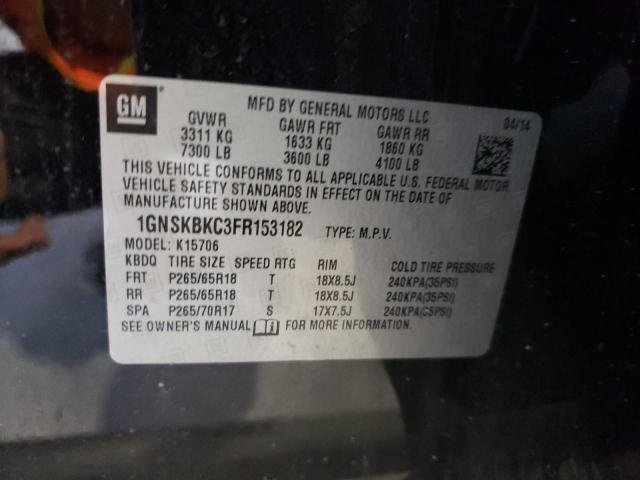 GM
MFD BY GENERAL MOTORS LLC 04/14
GVWR GAWR FRT GAWR RR
3311 KG 1633 KG 1860 KG
7300 LB 3600 LB 4100 LB
THIS VEHICLE CONFORMS TO ALL APPLICABLE U.S. FEDERAL MOTOR
VEHICLE SAFETY STANDARDS IN EFFECT ON THE DATE OF
MANUFACTURE SHOWN ABOVE.
1GNSKBKC3FR153182 TYPE: M.P.V.
MODEL: K15706
KBDQ TIRE SIZE SPEED RTG RIM COLD TIRE PRESSURE
FRT P265/65R18 T 18X8.5J 240KPA(35PSI)
RR P265/65R18 T 18X8.5J 240KPA(35PSI)
SPA P265/70R17 S 17X7.5J 240KPA(35PSI)
SEE OWNER'S MANUAL FOR MORE INFORMATION.